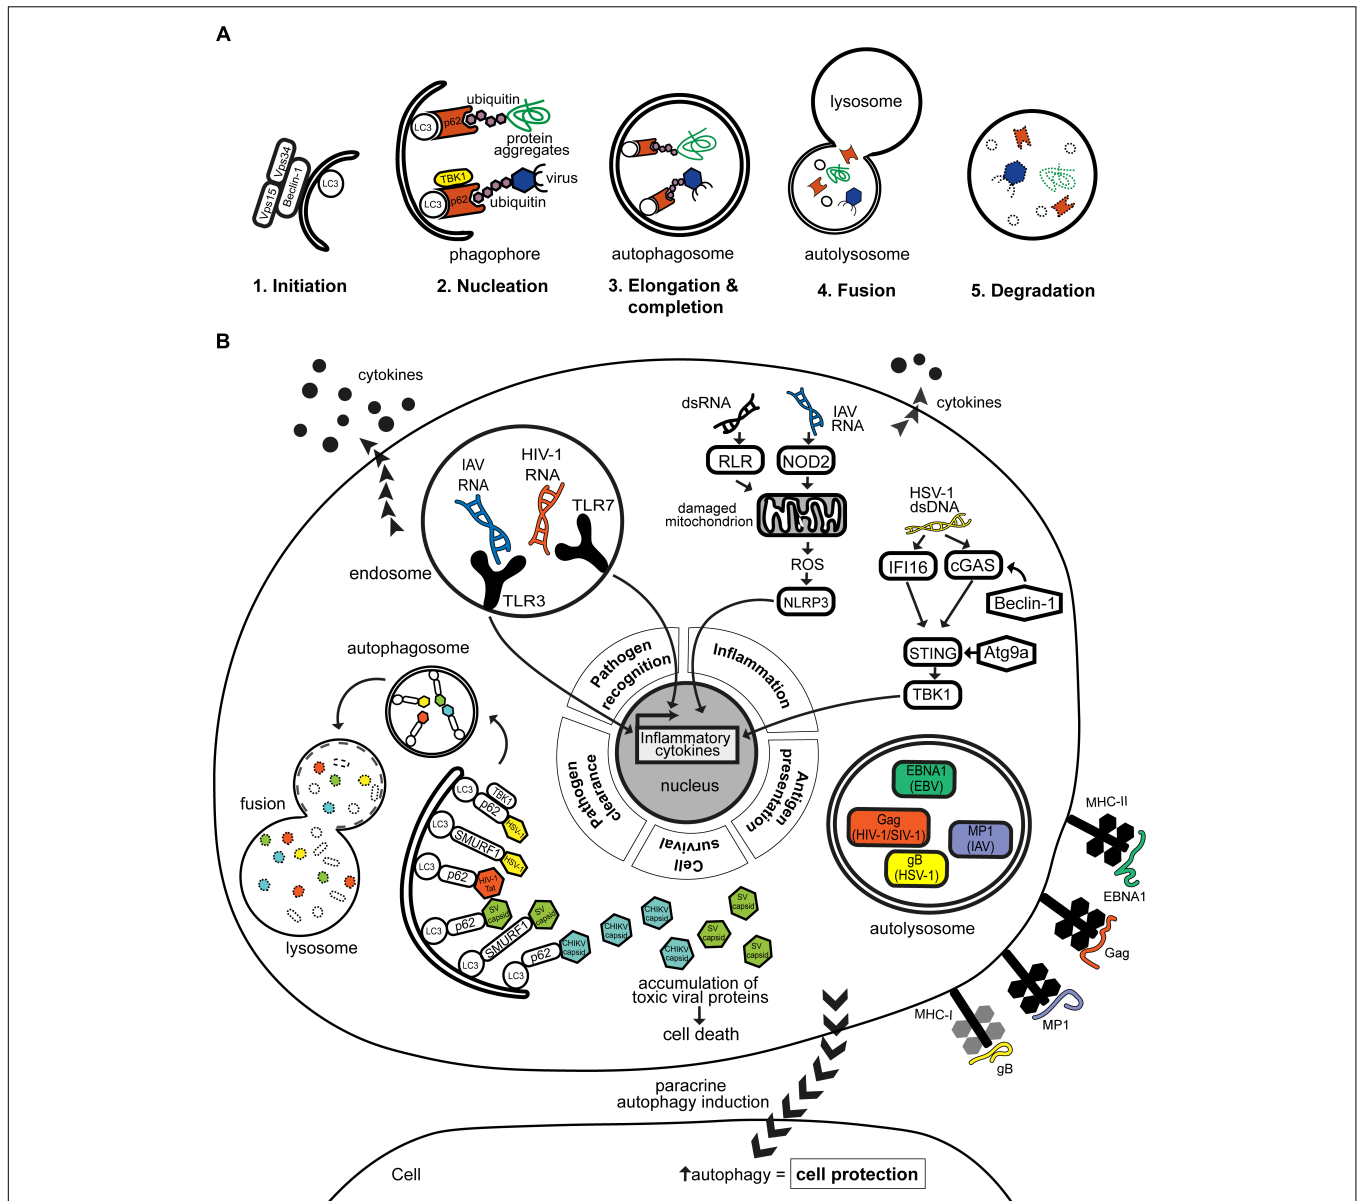 A
ubiquitin
lysosome
LC3
p62
protein
aggregates
Vps34
Vps15
Beclin-1
LC3
TBK1
virus
LC3
p62
ubiquitin
phagophore
autophagosome
autolysosome
1. Initiation
2. Nucleation
3. Elongation &
completion
4. Fusion
5. Degradation
B
cytokines
cytokines
dsRNA
IAV
RNA
RLR
NOD2
IAV
RNA
HIV-1
RNA
TLR7
TLR3
endosome
damaged
mitochondrion
ROS
NLRP3
HSV-1
dsDNA
IFI16
cGAS
Beclin-1
STING
Atg9a
TBK1
Pathogen
recognition
Inflammation
Pathogen
clearance
Antigen
presentation
Cell
survival
Inflammatory
cytokines
nucleus
autophagosome
fusion
lysosome
LC3
p62
TBK1
HSV-1
LC3
SMURF1
HSV-1
LC3
p62
HIV-1
Tat
LC3
p62
SV
capsid
LC3
SMURF1
SV
capsid
LC3
p62
CHIKV
capsid
CHIKV
capsid
CHIKV
capsid
CHIKV
capsid
SV
capsid
SV
capsid
SV
capsid
accumulation of
toxic viral proteins
cell death
EBNA1
(EBV)
Gag
(HIV-1/SIV-1)
MP1
(IAV)
gB
(HSV-1)
autolysosome
MHC-II
EBNA1
Gag
MP1
MHC-I
gB
paracrine
autophagy induction
Cell
↑autophagy = cell protection